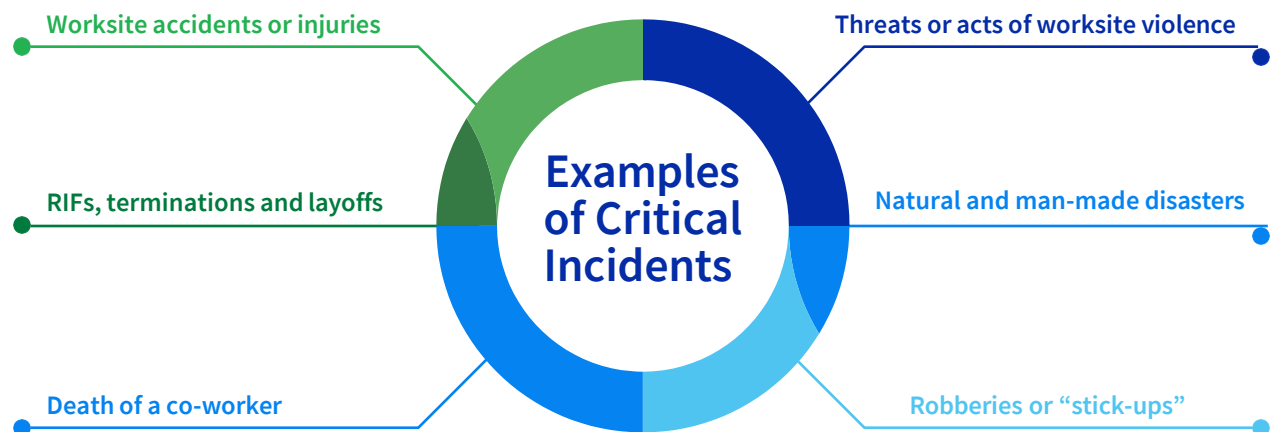 Worksite accidents or injuries
Threats or acts of worksite violence
Examples
of Critical
Incidents
RIFs, terminations and layoffs
Natural and man-made disasters
Death of a co-worker
Robberies or “stick-ups”